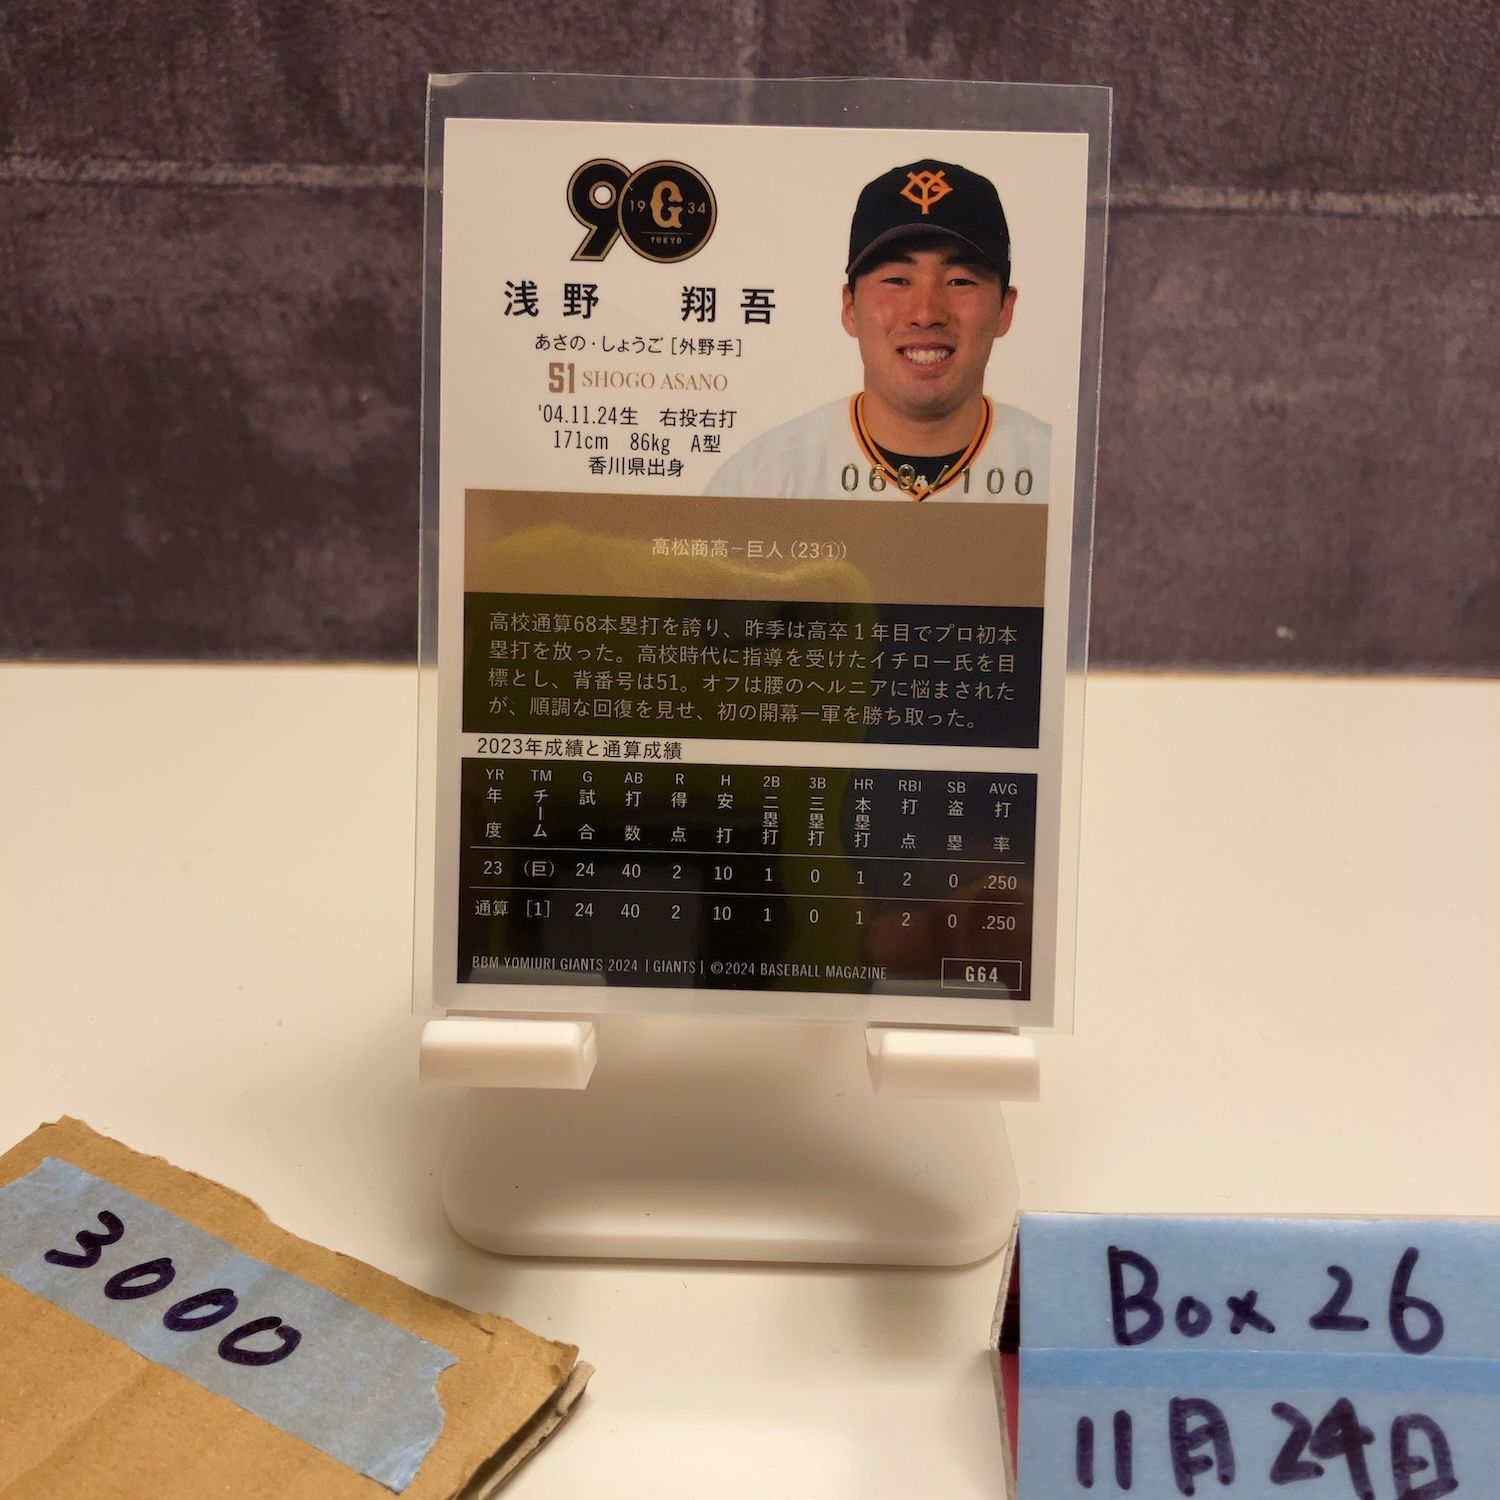 90
19 G 34
TOKYO
YG
浅野 翔吾
あさの・しょうご [外野手]
51 SHOGO ASANO
'04.11.24生 右投右打
171cm 86kg A型
香川県出身
/100
高松商高－巨人 (23①)
高校通算68本塁打を誇り、昨季は高卒１年目でプロ初本
塁打を放った。高校時代に指導を受けたイチロー氏を目
標とし、背番号は51。オフは腰のヘルニアに悩まされた
が、順調な回復を見せ、初の開幕一軍を勝ち取った。
2023年成績と通算成績
YR TM G AB R H 2B 3B HR RBI SB AVG
年度 チーム 試合 打数 得点 安打 二塁打 三塁打 本塁打 打点 盗塁 打率
23 (巨) 24 40 2 10 1 0 1 2 0 .250
通算 [1] 24 40 2 10 1 0 1 2 0 .250
BBM YOMIURI GIANTS 2024 | GIANTS | ©2024 BASEBALL MAGAZINE G64
3000
Box 26
11月24日